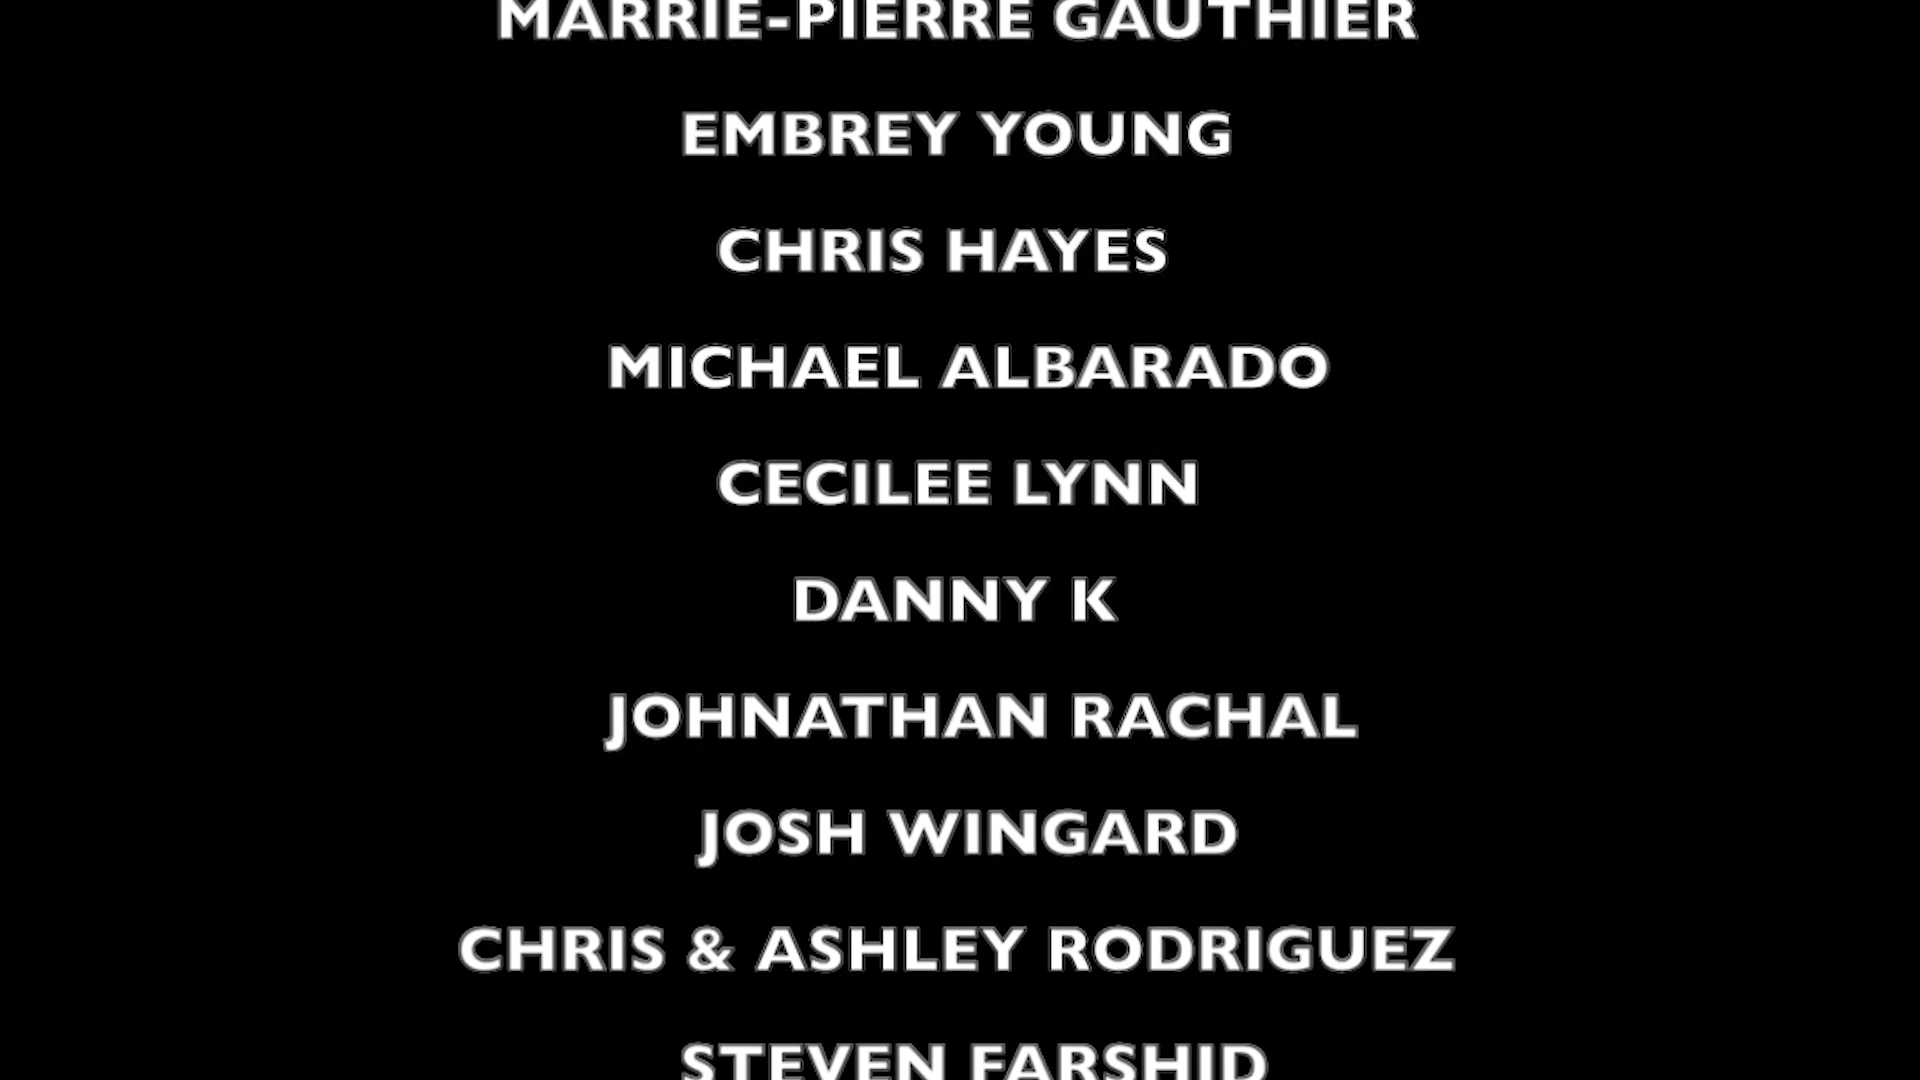 MARRIE-PIERRE GAUTHIER
EMBREY YOUNG
CHRIS HAYES
MICHAEL ALBARADO
CECILEE LYNN
DANNY K
JOHNATHAN RACHAL
JOSH WINGARD
CHRIS & ASHLEY RODRIGUEZ
STEVEN FARSHID